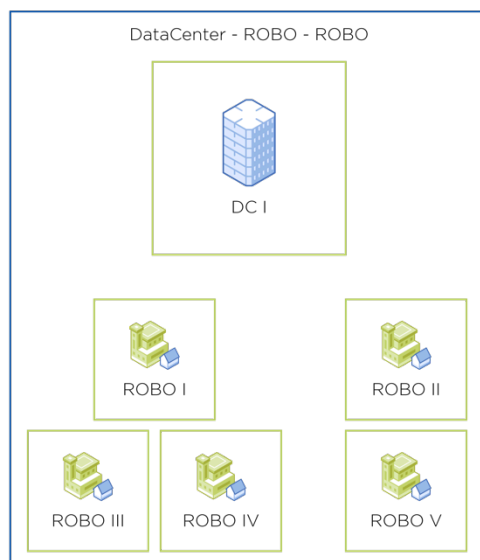 DataCenter - ROBO - ROBO
DC I
ROBO I
ROBO II
ROBO III
ROBO IV
ROBO V